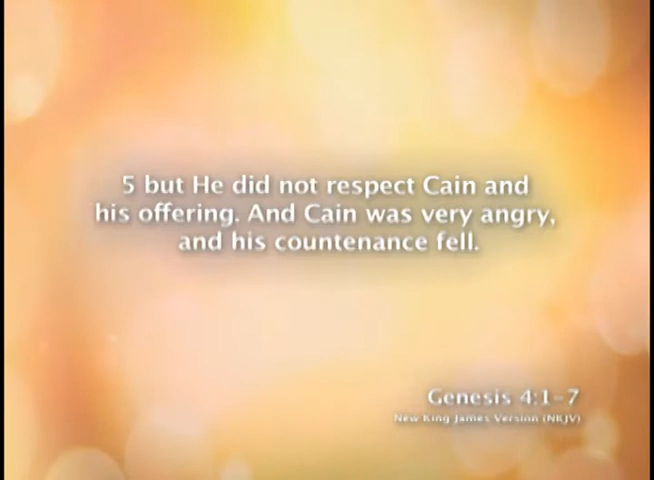 5 but He did not respect Cain and
his offering. And Cain was very angry,
and his countenance fell.
Genesis 4:1-7
New King James Version (NKJV)